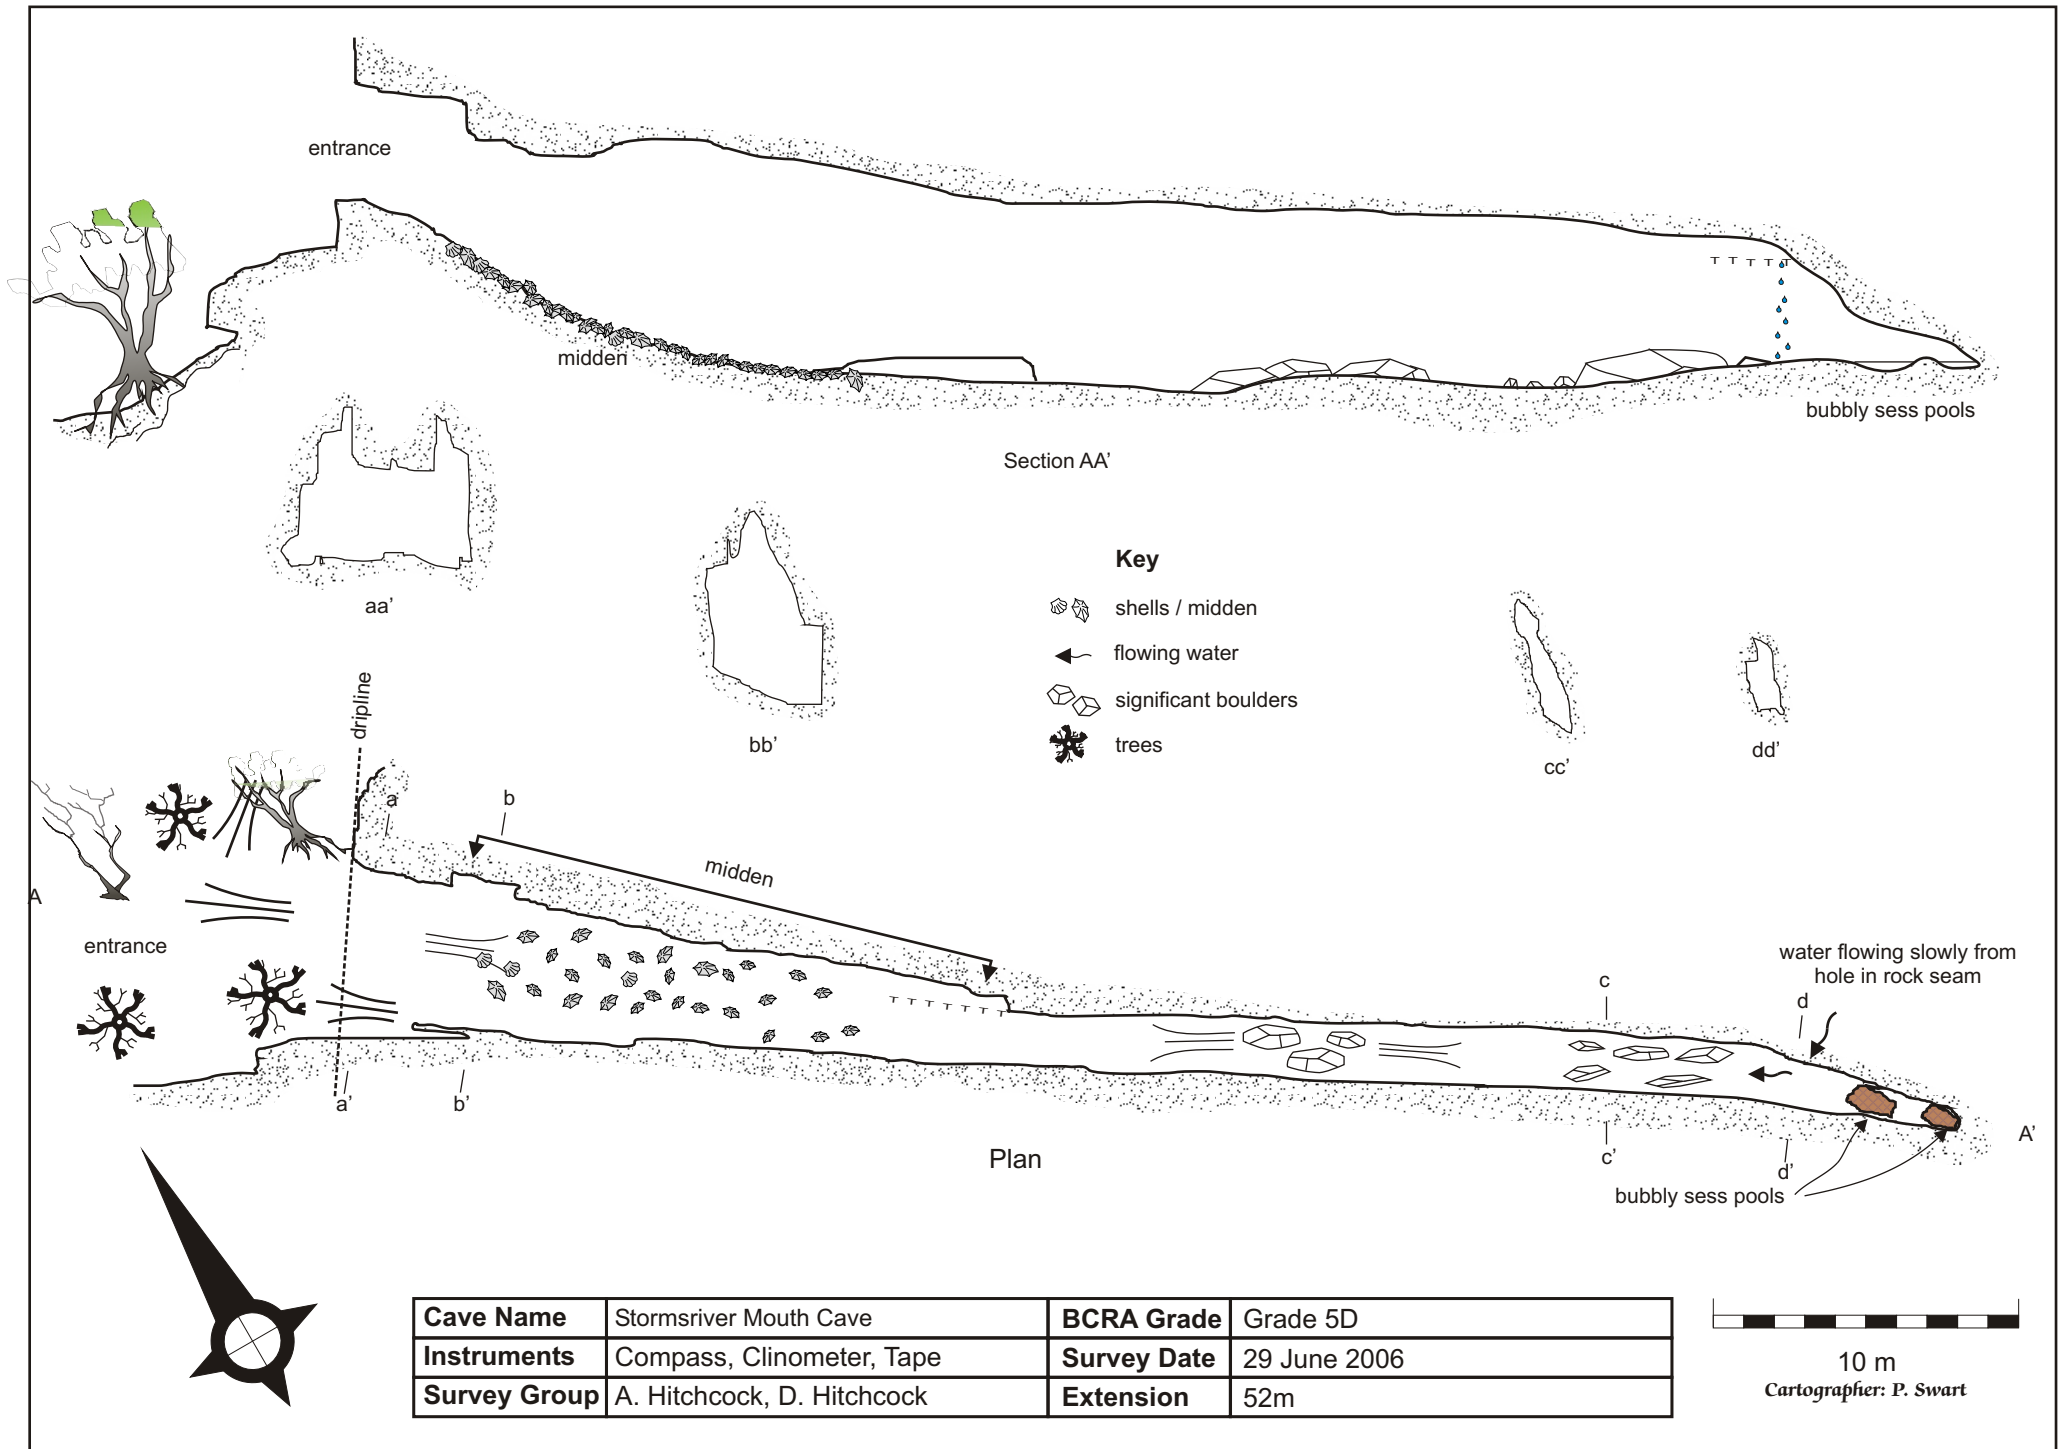 entrance
midden
bubbly sess pools
Section AA’
aa’
bb’
Key
shells / midden
flowing water
significant boulders
trees
cc’
dd’
dripline
a
b
midden
A
entrance
water flowing slowly from
hole in rock seam
c
d
a’
b’
c’
d’
A’
bubbly sess pools
Plan
Cave Name Stormsriver Mouth Cave BCRA Grade Grade 5D
Instruments Compass, Clinometer, Tape Survey Date 29 June 2006
Survey Group A. Hitchcock, D. Hitchcock Extension 52m
10 m
Cartographer: P. Swart